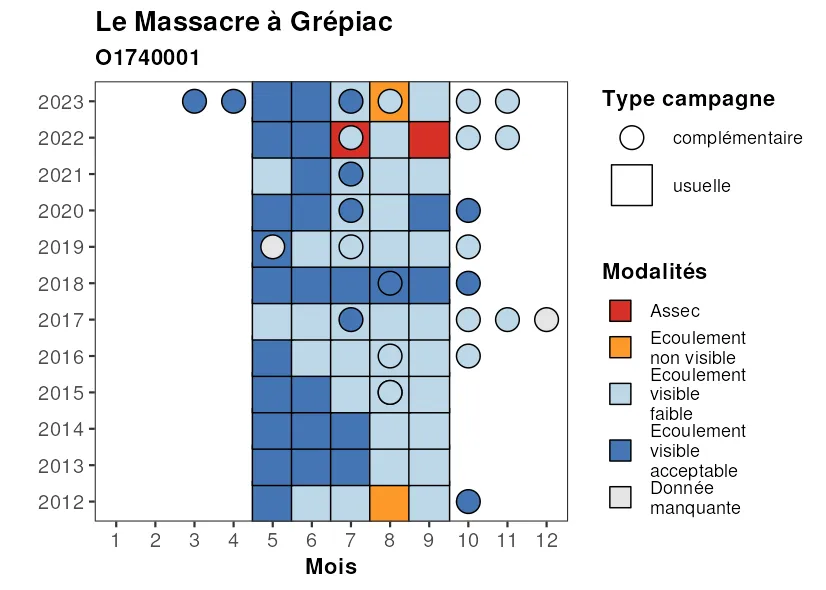 Le Massacre à Grépiac
O1740001
2023
2022
2021
2020
2019
2018
2017
2016
2015
2014
2013
2012
1 2 3 4 5 6 7 8 9 10 11 12
Mois
Type campagne
complémentaire
usuelle
Modalités
Assec
Ecoulement
non visible
Ecoulement
visible
faible
Ecoulement
visible
acceptable
Donnée
manquante